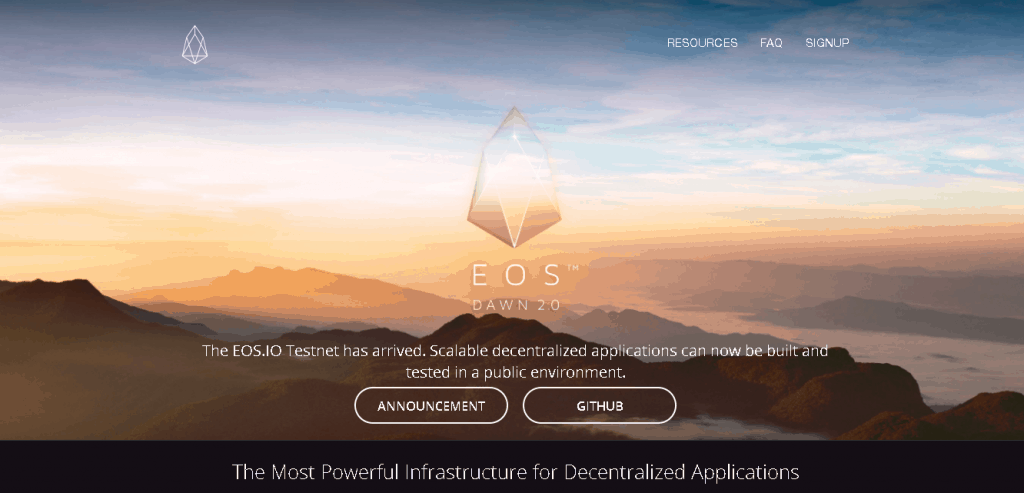 RESOURCES FAQ SIGNUP
EOS™
DAWN 2.0
The EOS.IO Testnet has arrived. Scalable decentralized applications can now be built and
tested in a public environment.
ANNOUNCEMENT GITHUB
The Most Powerful Infrastructure for Decentralized Applications